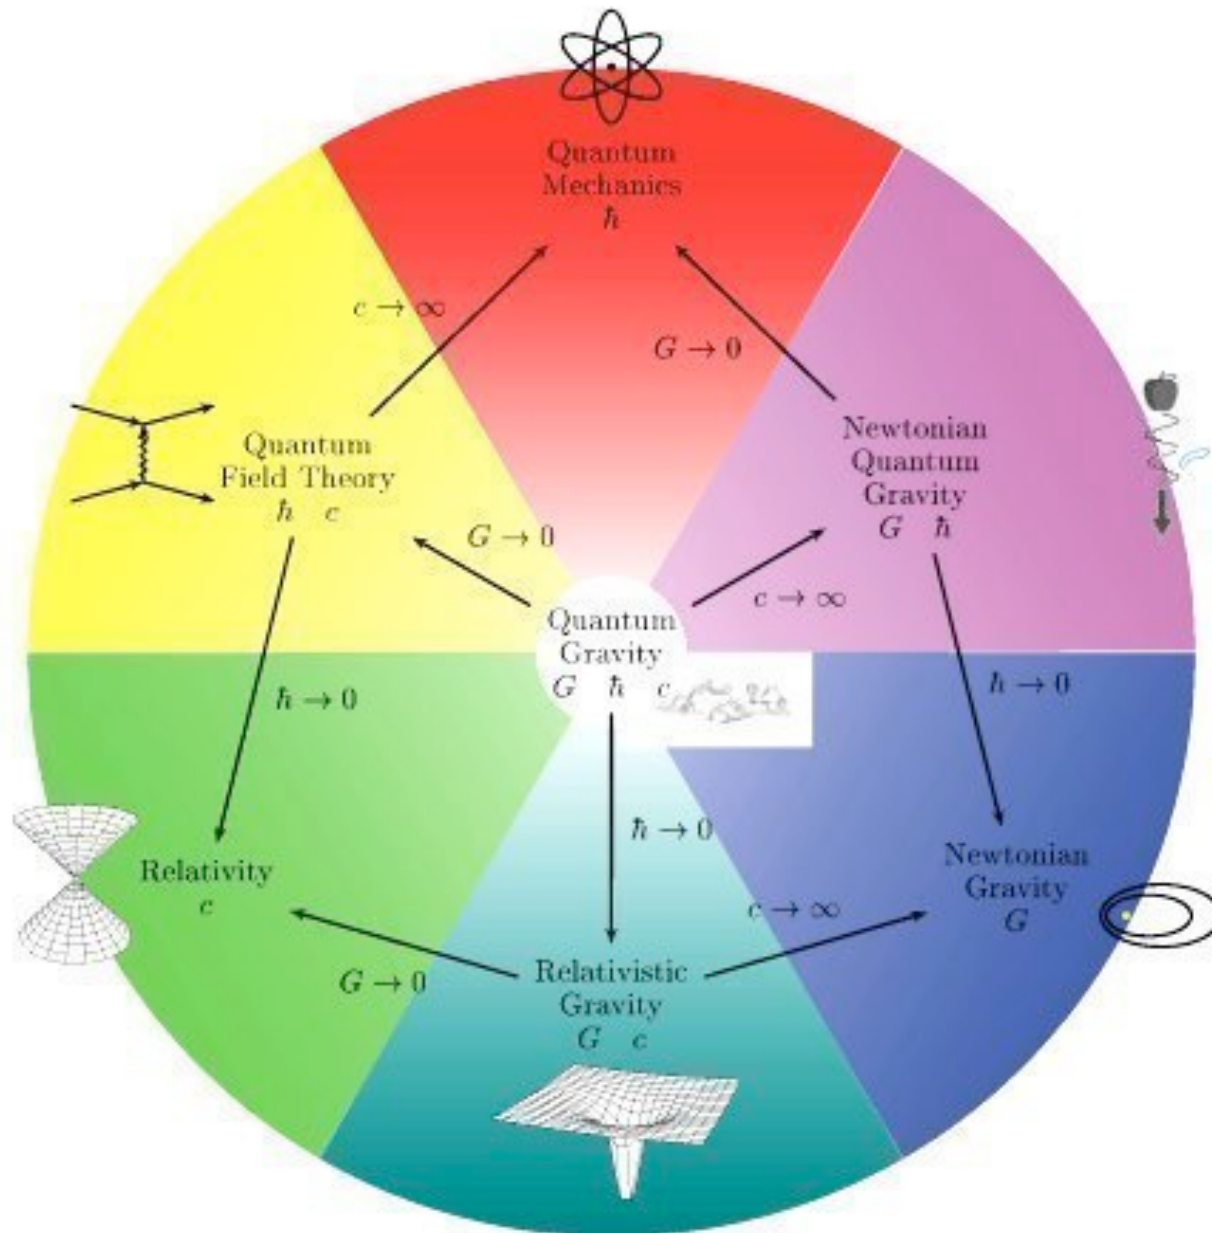 Quantum
Mechanics
ħ
c → ∞
G → 0
Quantum
Field Theory
ħ c
Newtonian
Quantum
Gravity
G ħ
G → 0
c → ∞
Quantum
Gravity
G ħ c
ħ → 0
ħ → 0
ħ → 0
Relativity
c
Newtonian
Gravity
G
c → ∞
G → 0
Relativistic
Gravity
G c